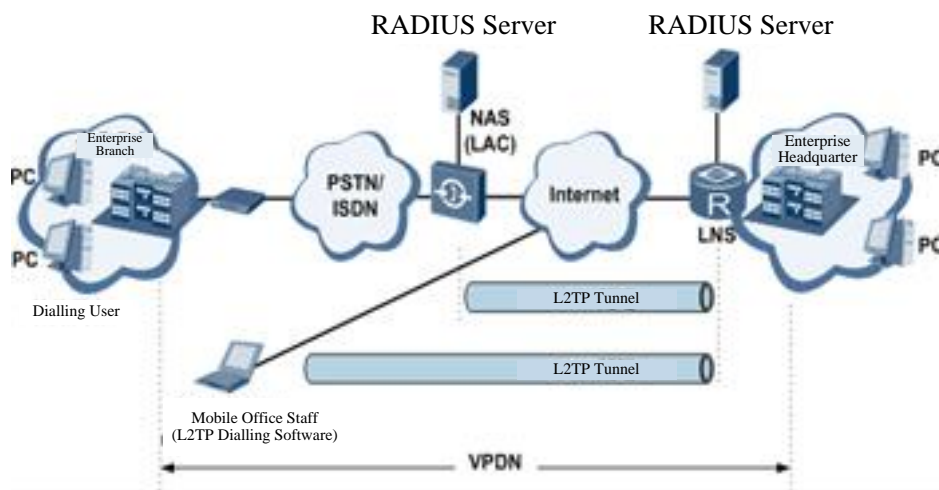 RADIUS Server
RADIUS Server
NAS
(LAC)
Enterprise
Branch
Enterprise
Headquarter
PC
PC
PSTN/
ISDN
Internet
R
LNS
PC
PC
Dialling User
L2TP Tunnel
L2TP Tunnel
Mobile Office Staff
(L2TP Dialling Software)
VPDN